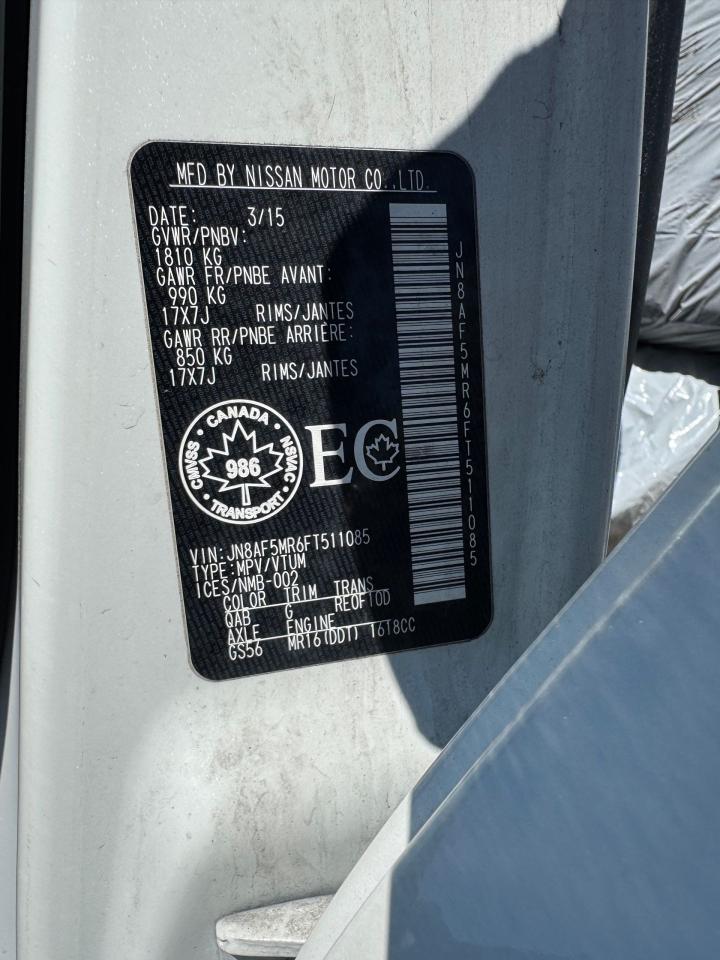 MFD BY NISSAN MOTOR CO.,LTD.
DATE: 3/15
GVWR/PNBV:
1810 KG
GAWR FR/PNBE AVANT:
990 KG
17X7J RIMS/JANTES
GAWR RR/PNBE ARRIÈRE:
850 KG
17X7J RIMS/JANTES
CANADA
CMVSS
NSVAC
986
TRANSPORT
EC
VIN:JN8AF5MR6FT511085
TYPE:MPV/VTUM
ICES/NMB-002
COLOR TRIM TRANS
QAB G RE0F10D
AXLE ENGINE
GS56 MR16(DDT) 1618CC
JN8AF5MR6FT511085